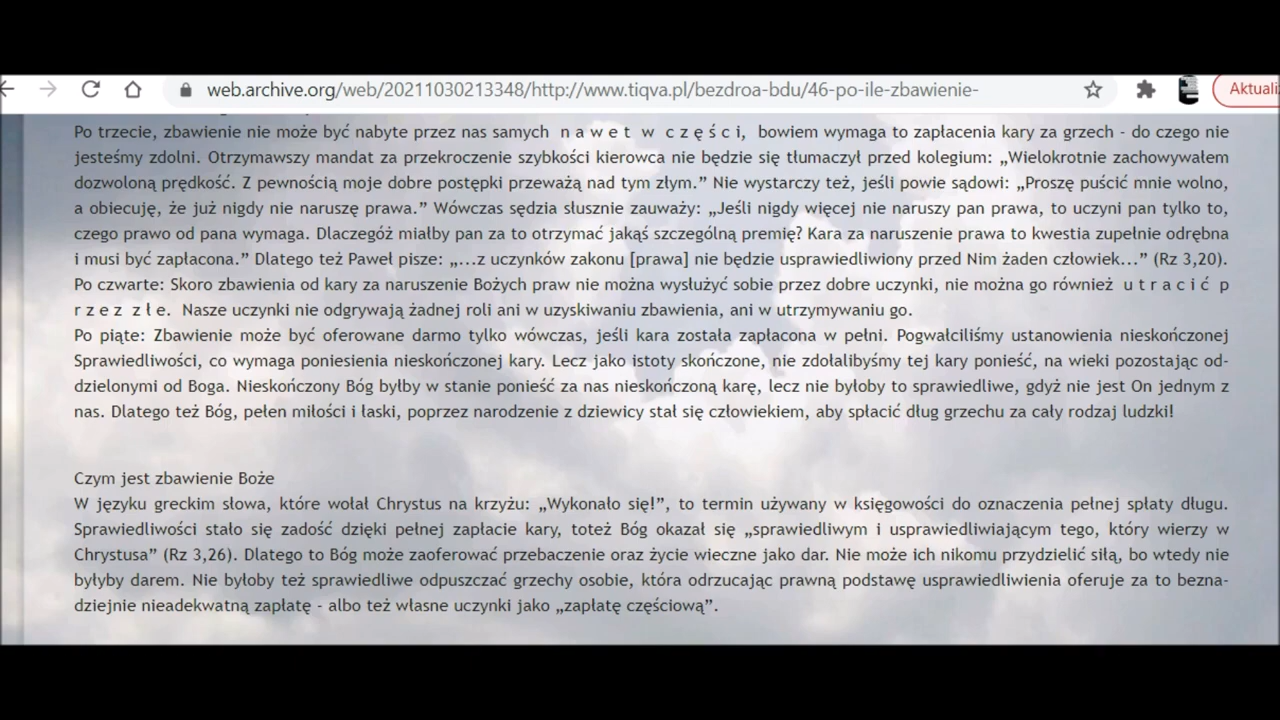 web.archive.org/web/20211030213348/http://www.tiqva.pl/bezdroa-bdu/46-po-ile-zbawienie-
Aktuali
Po trzecie, zbawienie nie może być nabyte przez nas samych n a w e t w c z ę ś c i, bowiem wymaga to zapłacenia kary za grzech - do czego nie
jesteśmy zdolni. Otrzymawszy mandat za przekroczenie szybkości kierowca nie będzie się tłumaczył przed kolegium: „Wielokrotnie zachowywałem
dozwoloną prędkość. Z pewnością moje dobre postępki przeważą nad tym złym.” Nie wystarczy też, jeśli powie sądowi: „Proszę puścić mnie wolno,
a obiecuję, że już nigdy nie naruszę prawa.” Wówczas sędzia słusznie zauważy: „Jeśli nigdy więcej nie naruszy pan prawa, to uczyni pan tylko to,
czego prawo od pana wymaga. Dlaczegóż miałby pan za to otrzymać jakąś szczególną premię? Kara za naruszenie prawa to kwestia zupełnie odrębna
i musi być zapłacona.” Dlatego też Paweł pisze: „...z uczynków zakonu [prawa] nie będzie usprawiedliwiony przed Nim żaden człowiek...” (Rz 3,20).
Po czwarte: Skoro zbawienia od kary za naruszenie Bożych praw nie można wysłużyć sobie przez dobre uczynki, nie można go również u t r a c i ć p
r z e z z ł e. Nasze uczynki nie odgrywają żadnej roli ani w uzyskiwaniu zbawienia, ani w utrzymywaniu go.
Po piąte: Zbawienie może być oferowane darmo tylko wówczas, jeśli kara została zapłacona w pełni. Pogwałciliśmy ustanowienia nieskończonej
Sprawiedliwości, co wymaga poniesienia nieskończonej kary. Lecz jako istoty skończone, nie zdołalibyśmy tej kary ponieść, na wieki pozostając od-
dzielonymi od Boga. Nieskończony Bóg byłby w stanie ponieść za nas nieskończoną karę, lecz nie byłoby to sprawiedliwe, gdyż nie jest On jednym z
nas. Dlatego też Bóg, pełen miłości i łaski, poprzez narodzenie z dziewicy stał się człowiekiem, aby spłacić dług grzechu za cały rodzaj ludzki!
Czym jest zbawienie Boże
W języku greckim słowa, które wołał Chrystus na krzyżu: „Wykonało się!”, to termin używany w księgowości do oznaczenia pełnej spłaty długu.
Sprawiedliwości stało się zadość dzięki pełnej zapłacie kary, toteż Bóg okazał się „sprawiedliwym i usprawiedliwiającym tego, który wierzy w
Chrystusa” (Rz 3,26). Dlatego to Bóg może zaoferować przebaczenie oraz życie wieczne jako dar. Nie może ich nikomu przydzielić siłą, bo wtedy nie
byłyby darem. Nie byłoby też sprawiedliwe odpuszczać grzechy osobie, która odrzucając prawną podstawę usprawiedliwienia oferuje za to bezna-
dziejnie nieadekwatną zapłatę - albo też własne uczynki jako „zapłatę częściową”.